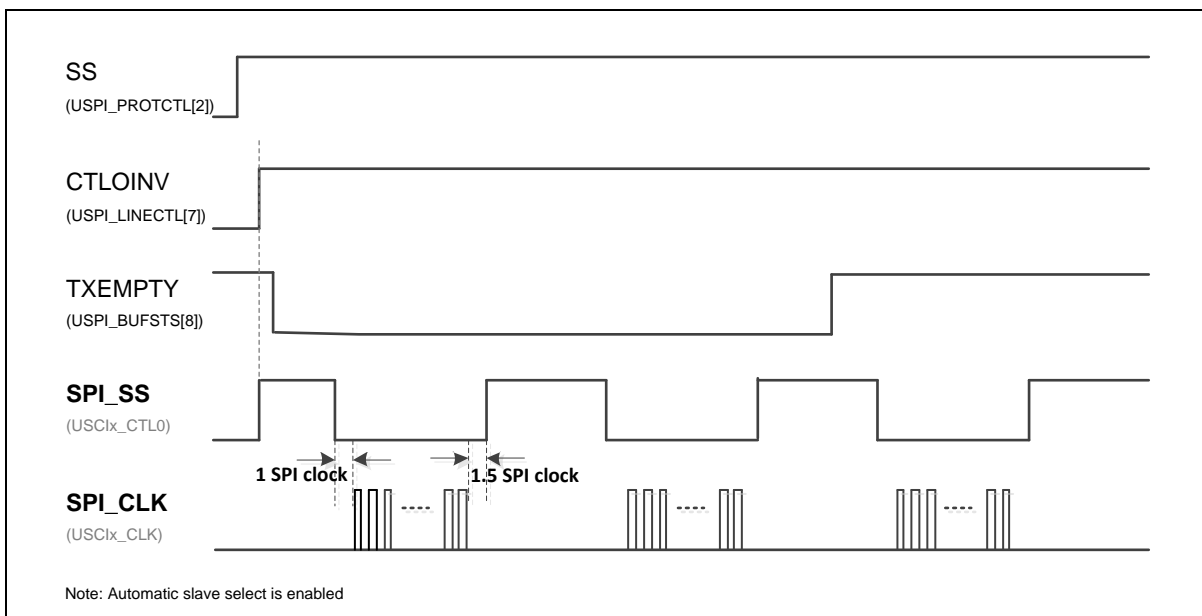 SS
(USPI_PROTCTL[2])
CTLOINV
(USPI_LINECTL[7])
TXEMPTY
(USPI_BUFSTS[8])
SPI_SS
(USCIx_CTL0)
1 SPI clock
1.5 SPI clock
SPI_CLK
(USCIx_CLK)
Note: Automatic slave select is enabled